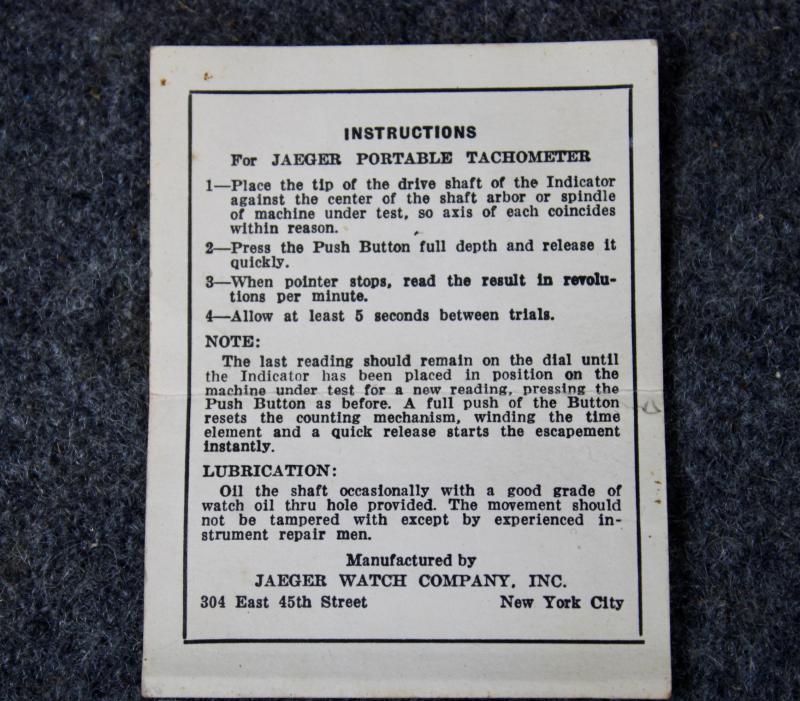 INSTRUCTIONS
For JAEGER PORTABLE TACHOMETER
1—Place the tip of the drive shaft of the Indicator
against the center of the shaft arbor or spindle
of machine under test, so axis of each coincides
within reason.
2—Press the Push Button full depth and release it
quickly.
3—When pointer stops, read the result in revolu-
tions per minute.
4—Allow at least 5 seconds between trials.
NOTE:
The last reading should remain on the dial until
the Indicator has been placed in position on the
machine under test for a new reading, pressing the
Push Button as before. A full push of the Button
resets the counting mechanism, winding the time
element and a quick release starts the escapement
instantly.
LUBRICATION:
Oil the shaft occasionally with a good grade of
watch oil thru hole provided. The movement should
not be tampered with except by experienced in-
strument repair men.
Manufactured by
JAEGER WATCH COMPANY, INC.
304 East 45th Street New York City